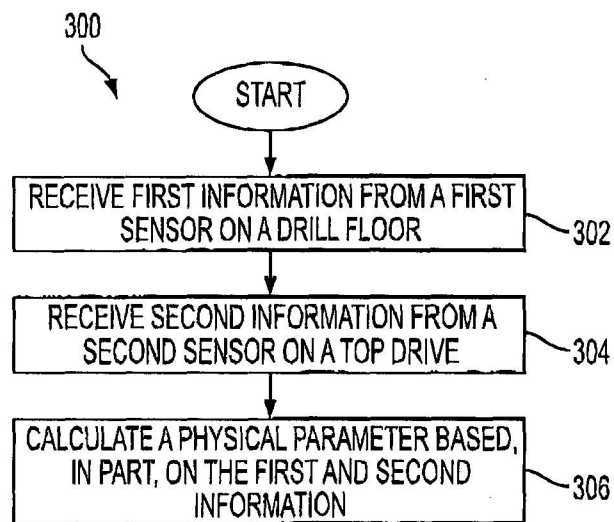 300
START
RECEIVE FIRST INFORMATION FROM A FIRST
SENSOR ON A DRILL FLOOR
302
RECEIVE SECOND INFORMATION FROM A
SECOND SENSOR ON A TOP DRIVE
304
CALCULATE A PHYSICAL PARAMETER BASED,
IN PART, ON THE FIRST AND SECOND
INFORMATION
306